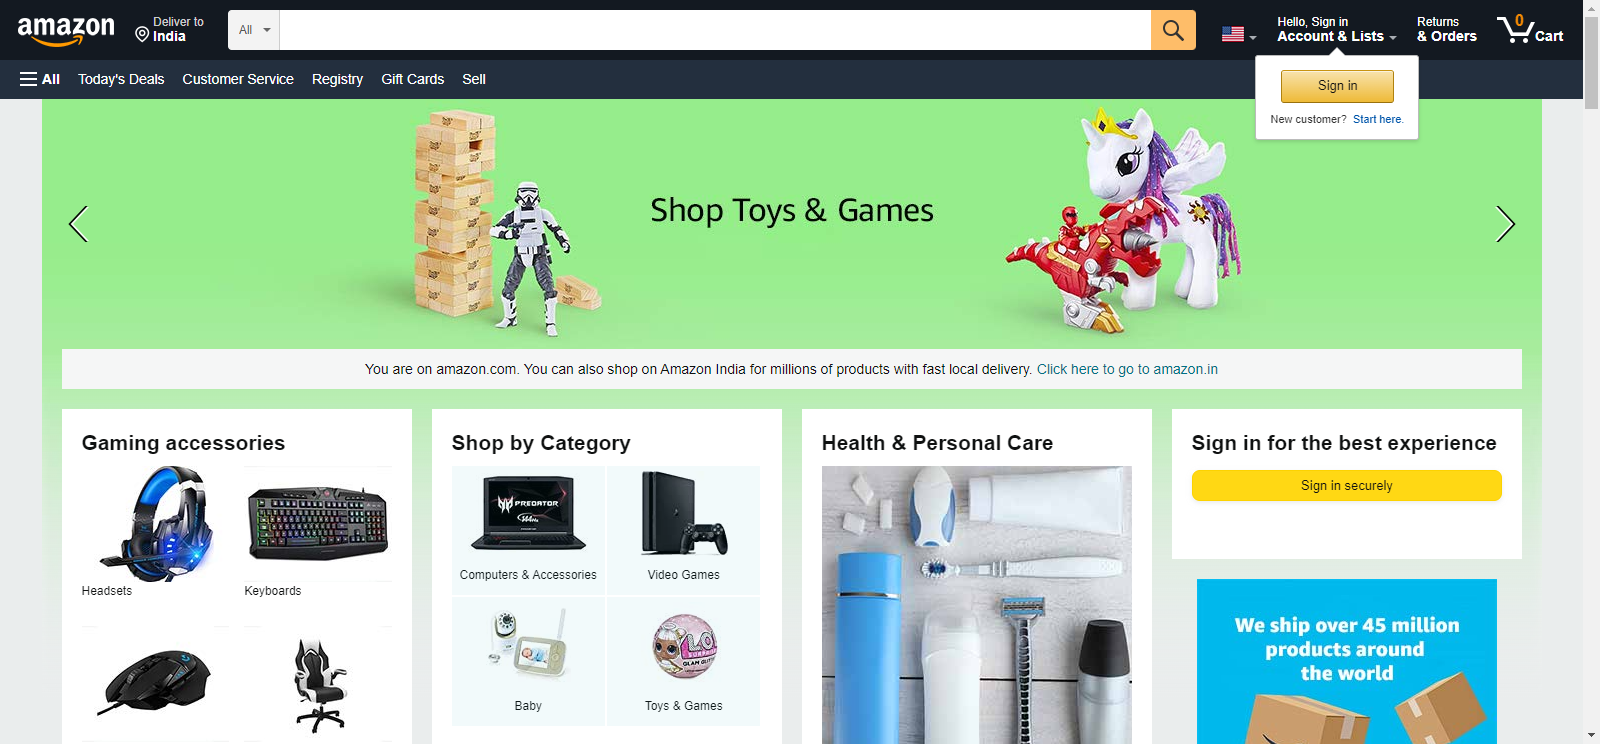 amazon
Deliver to
India
All
Hello, Sign in
Account & Lists
Returns
& Orders
0
Cart
All
Today's Deals
Customer Service
Registry
Gift Cards
Sell
Sign in
New customer? Start here.
Shop Toys & Games
You are on amazon.com. You can also shop on Amazon India for millions of products with fast local delivery. Click here to go to amazon.in
Gaming accessories
Headsets
Keyboards
Shop by Category
PREDATOR
Computers & Accessories
Video Games
Baby
L.O.L
SURPRISE
Toys & Games
Health & Personal Care
Sign in for the best experience
Sign in securely
We ship over 45 million
products around
the world